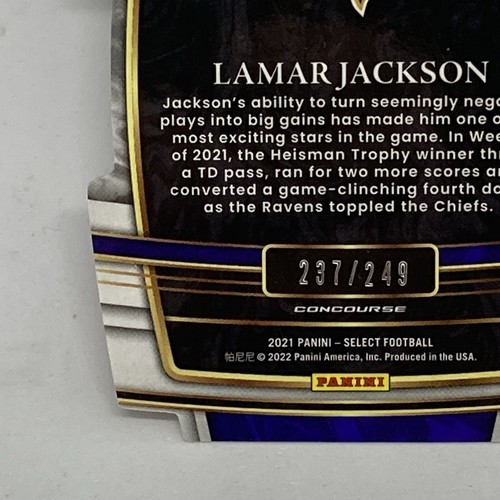 LAMAR JACKSON
Jackson's ability to turn seemingly nega
plays into big gains has made him one o
most exciting stars in the game. In Wee
of 2021, the Heisman Trophy winner thr
a TD pass, ran for two more scores an
converted a game-clinching fourth do
as the Ravens toppled the Chiefs.
237/249
CONCOURSE
2021 PANINI – SELECT FOOTBALL
帕尼尼 © 2022 Panini America, Inc. Produced in the USA.
PANINI